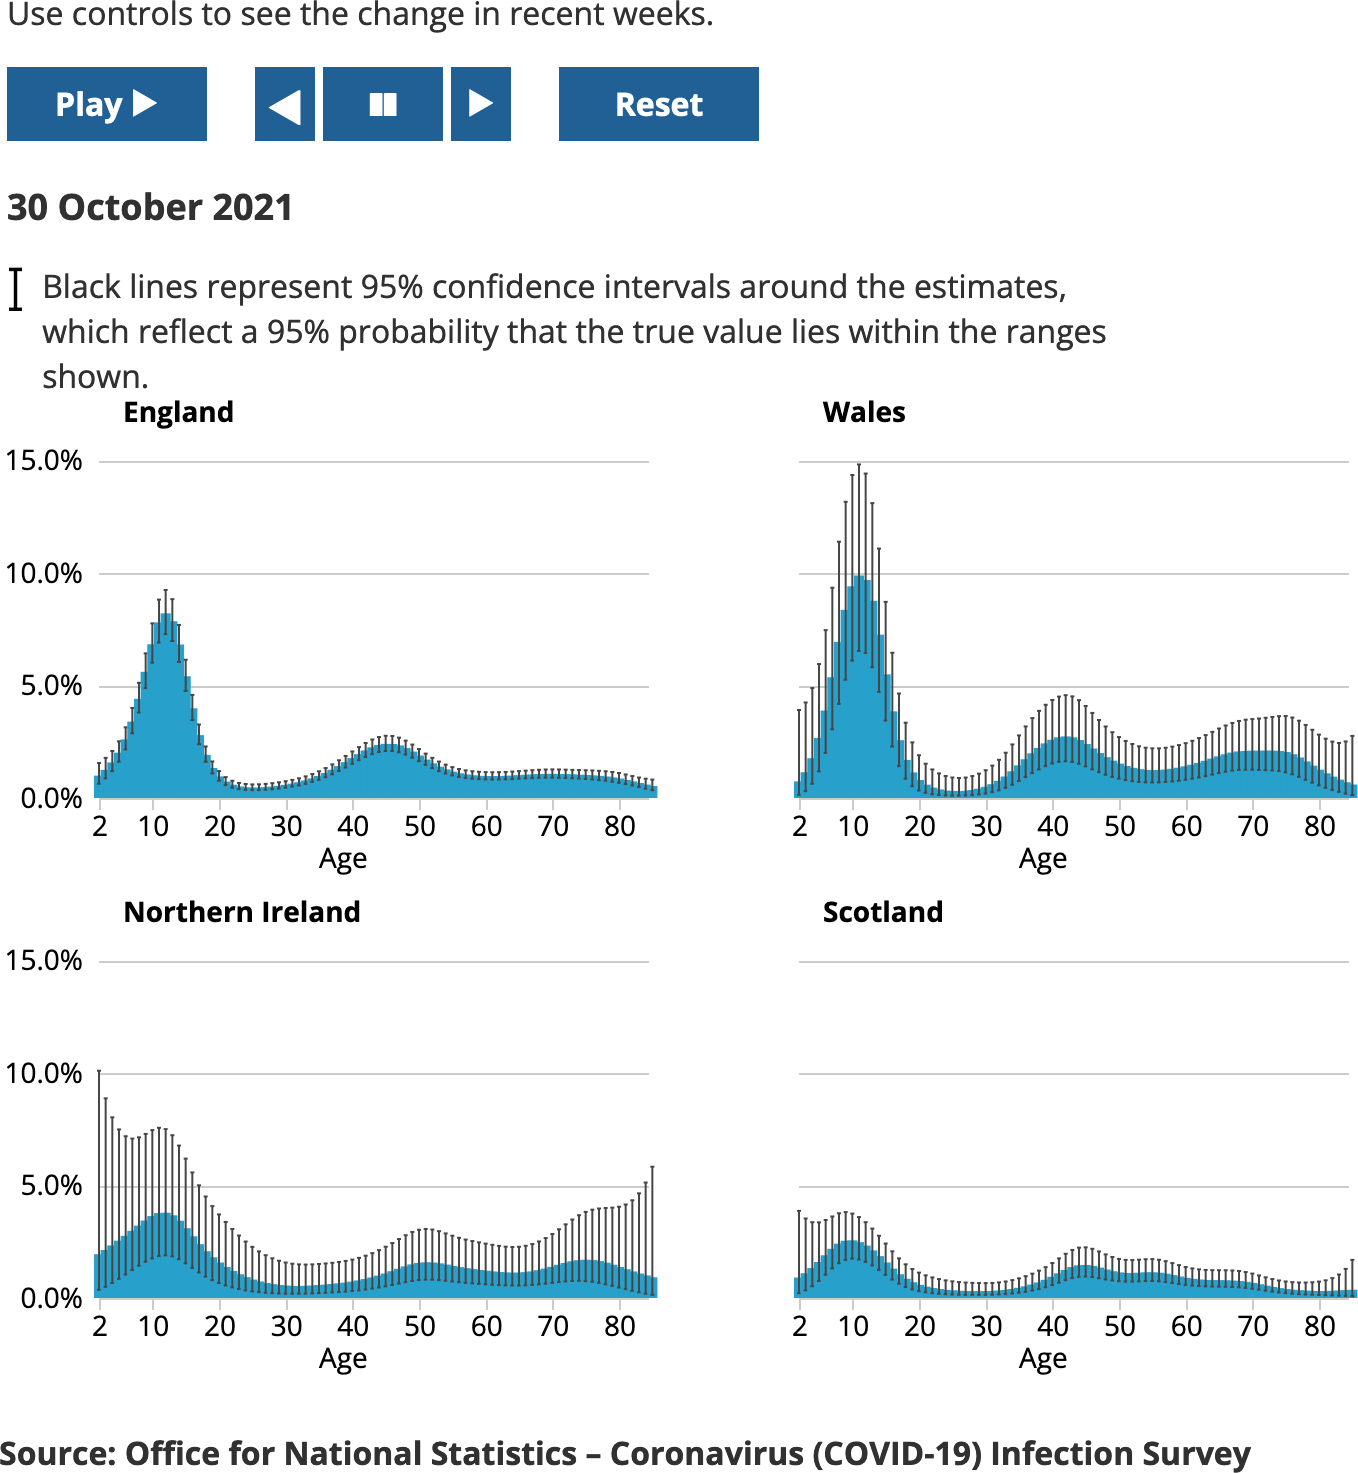 Use controls to see the change in recent weeks.
Play
Reset
30 October 2021
Black lines represent 95% confidence intervals around the estimates,
which reflect a 95% probability that the true value lies within the ranges
shown.
England
15.0%
10.0%
5.0%
0.0%
2 10 20 30 40 50 60 70 80
Age
Wales
2 10 20 30 40 50 60 70 80
Age
Northern Ireland
15.0%
10.0%
5.0%
0.0%
2 10 20 30 40 50 60 70 80
Age
Scotland
2 10 20 30 40 50 60 70 80
Age
Source: Office for National Statistics – Coronavirus (COVID-19) Infection Survey